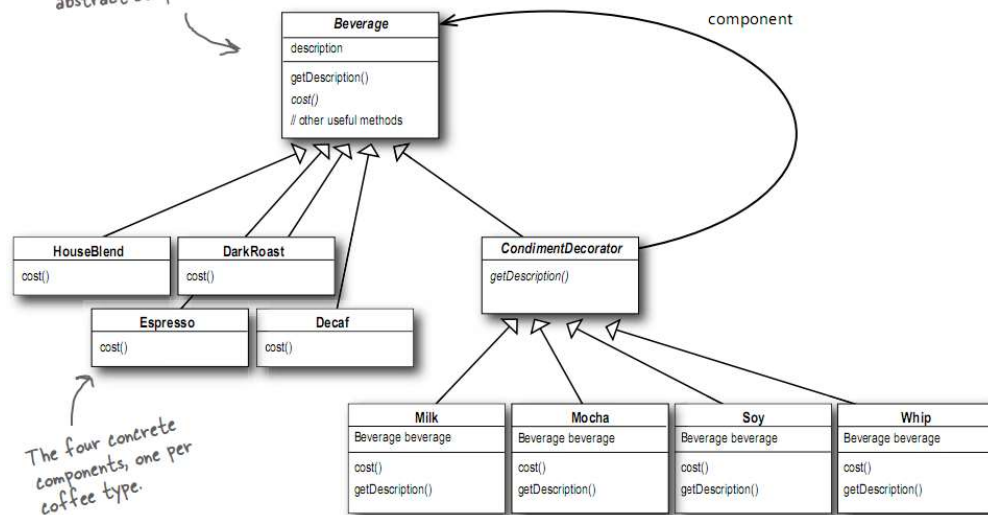 component
Beverage
description
getDescription()
cost()
// other useful methods
HouseBlend
cost()
DarkRoast
cost()
Espresso
cost()
Decaf
cost()
CondimentDecorator
getDescription()
The four concrete
components, one per
coffee type.
Milk
Beverage beverage
cost()
getDescription()
Mocha
Beverage beverage
cost()
getDescription()
Soy
Beverage beverage
cost()
getDescription()
Whip
Beverage beverage
cost()
getDescription()